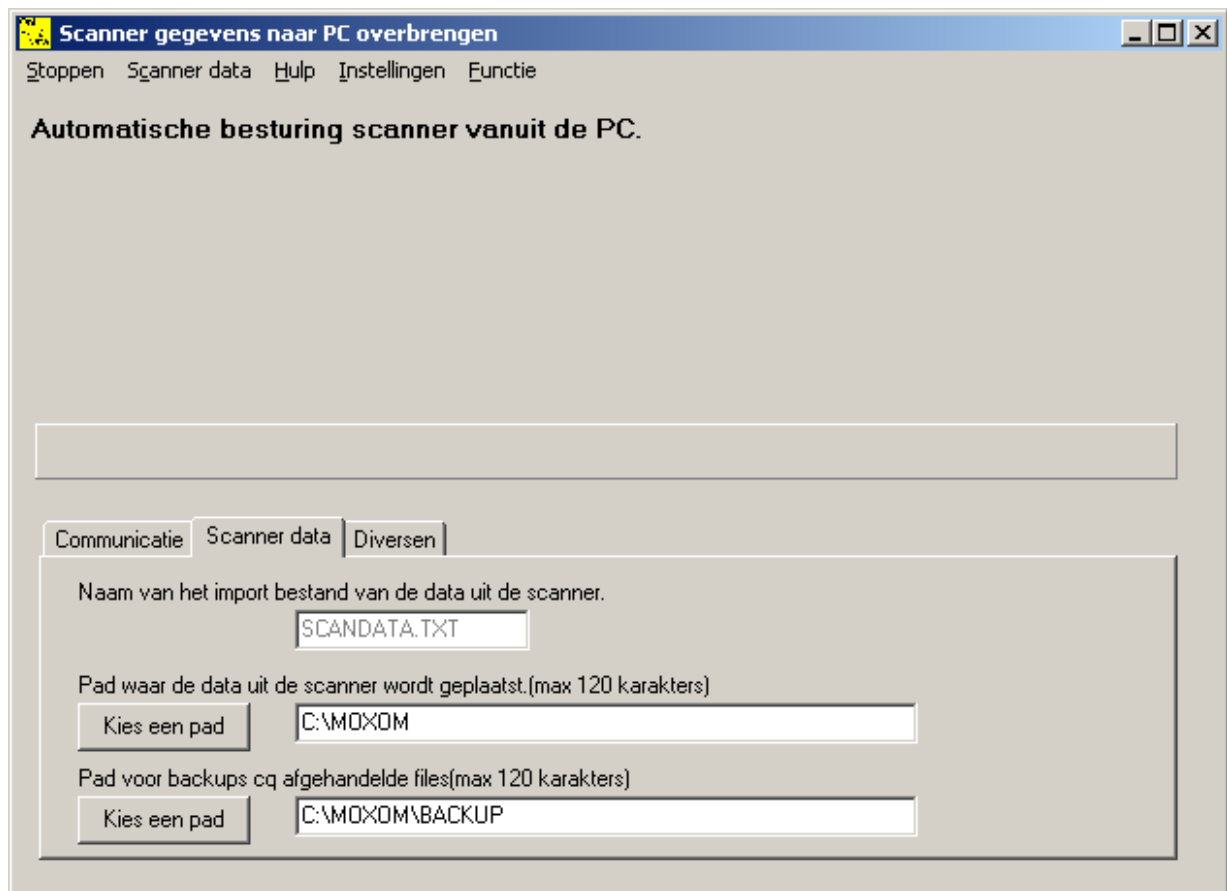 Scanner gegevens naar PC overbrengen
Stoppen Scanner data Hulp Instellingen Functie
Automatische besturing scanner vanuit de PC.
Communicatie Scanner data Diversen
Naam van het import bestand van de data uit de scanner.
SCANDATA.TXT
Pad waar de data uit de scanner wordt geplaatst.(max 120 karakters)
Kies een pad C:\MOXOM
Pad voor backups cq afgehandelde files(max 120 karakters)
Kies een pad C:\MOXOM\BACKUP